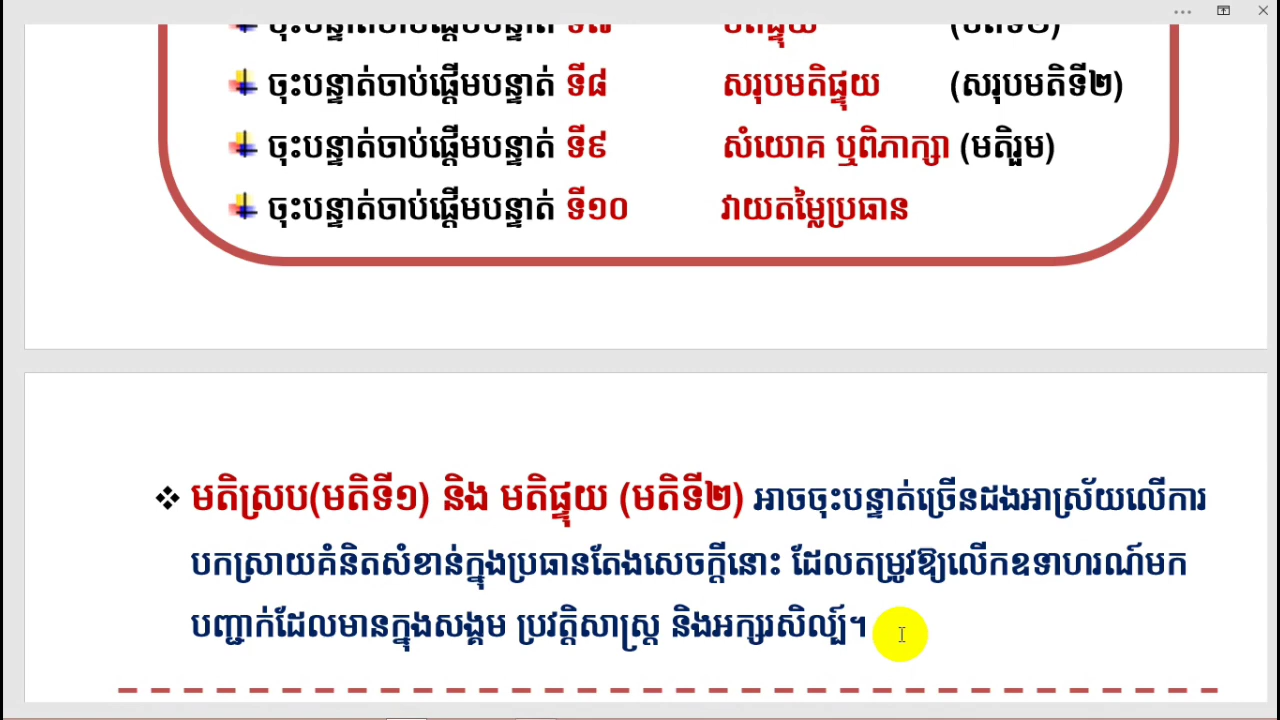 ចុះបន្ទាត់ចាប់ផ្តើមបន្ទាត់ ទី៨ សរុបមតិផ្ទុយ (សរុបមតិទី២)
ចុះបន្ទាត់ចាប់ផ្តើមបន្ទាត់ ទី៩ សំយោគ ឬពិភាក្សា (មតិរួម)
ចុះបន្ទាត់ចាប់ផ្តើមបន្ទាត់ ទី១០ វាយតម្លៃប្រធាន
មតិស្រប(មតិទី១) និង មតិផ្ទុយ (មតិទី២) អាចចុះបន្ទាត់ច្រើនដងអាស្រ័យលើការ
បកស្រាយគំនិតសំខាន់ក្នុងប្រធានតែងសេចក្តីនោះ ដែលតម្រូវឱ្យលើកឧទាហរណ៍មក
បញ្ជាក់ដែលមានក្នុងសង្គម ប្រវត្តិសាស្ត្រ និងអក្សរសិល្ប៍។